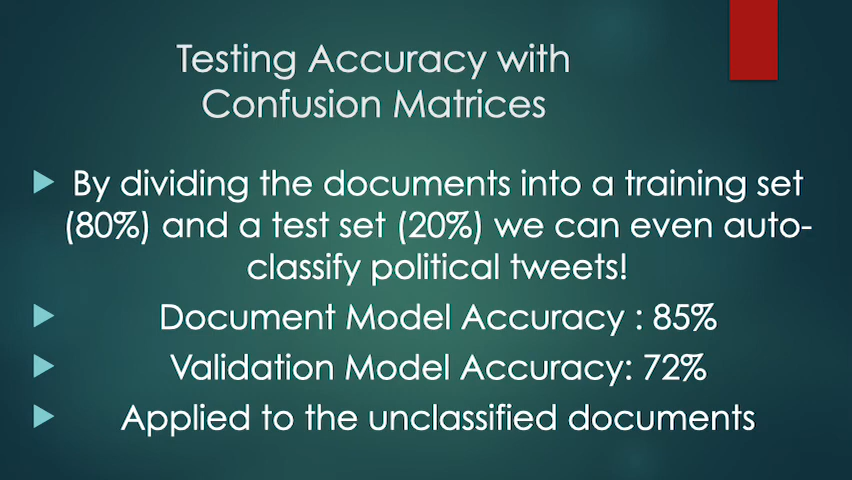 Testing Accuracy with
Confusion Matrices
By dividing the documents into a training set
(80%) and a test set (20%) we can even auto-
classify political tweets!
Document Model Accuracy : 85%
Validation Model Accuracy: 72%
Applied to the unclassified documents